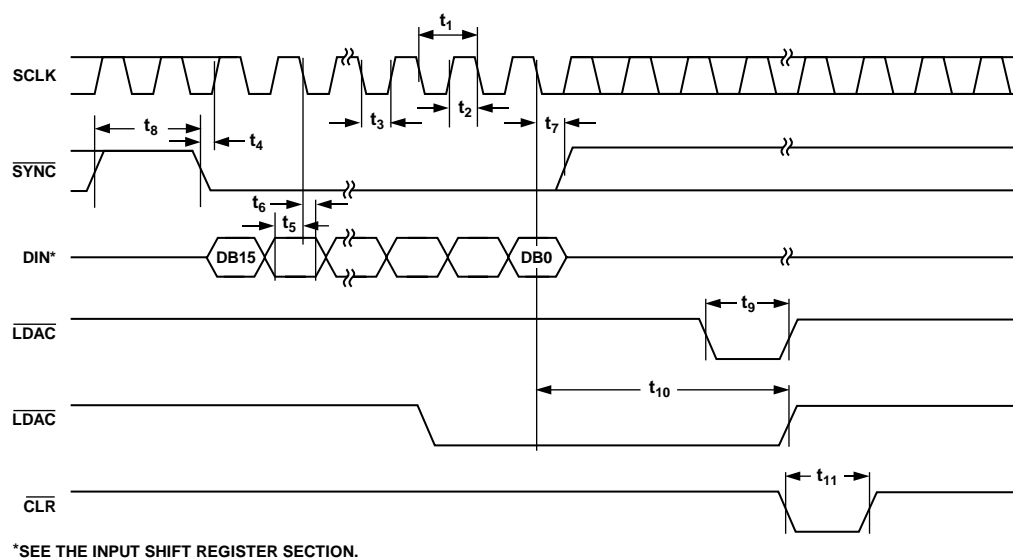 t1
SCLK
t2
t3
t7
t8
t4
SYNC
t6
t5
DIN*
DB15
DB0
t9
LDAC
t10
LDAC
t11
CLR
*SEE THE INPUT SHIFT REGISTER SECTION.